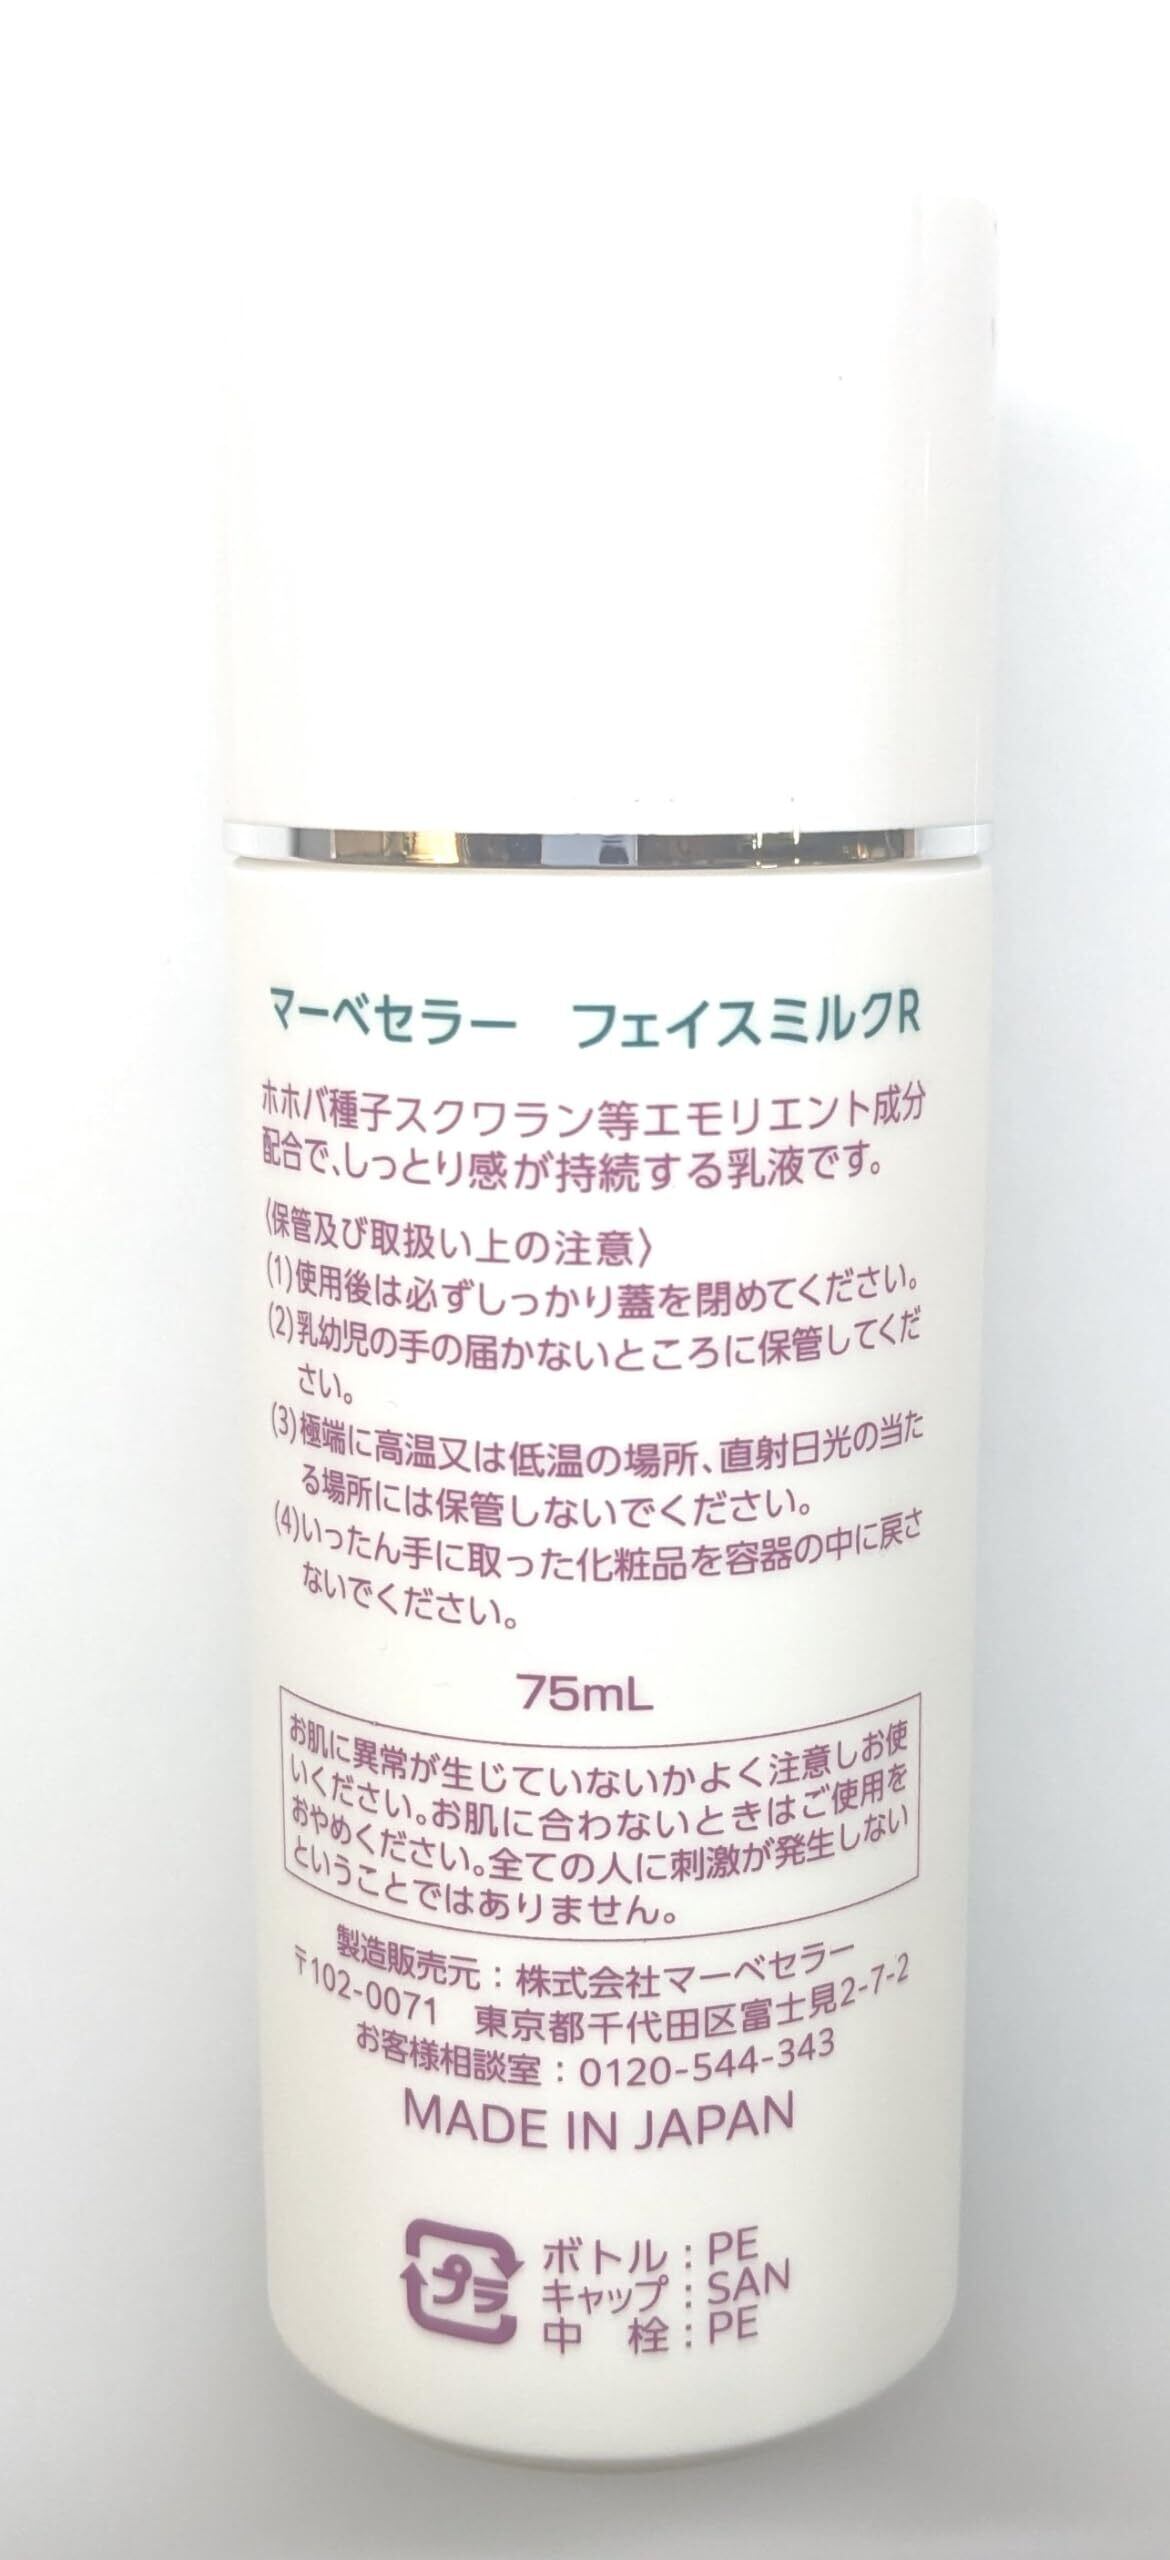 マーベセラー　フェイスミルクR
ホホバ種子スクワラン等エモリエント成分
配合で、しっとり感が持続する乳液です。
〈保管及び取扱い上の注意〉
(1)使用後は必ずしっかり蓋を閉めてください。
(2)乳幼児の手の届かないところに保管してくだ
さい。
(3)極端に高温又は低温の場所、直射日光の当た
る場所には保管しないでください。
(4)いったん手に取った化粧品を容器の中に戻さ
ないでください。
75mL
お肌に異常が生じていないかよく注意しお使
いください。お肌に合わないときはご使用を
おやめください。全ての人に刺激が発生しない
ということではありません。
製造販売元：株式会社マーベセラー
〒102-0071　東京都千代田区富士見2-7-2
お客様相談室：0120-544-343
MADE IN JAPAN
プラ
ボトル：PE
キャップ：SAN
中　栓：PE